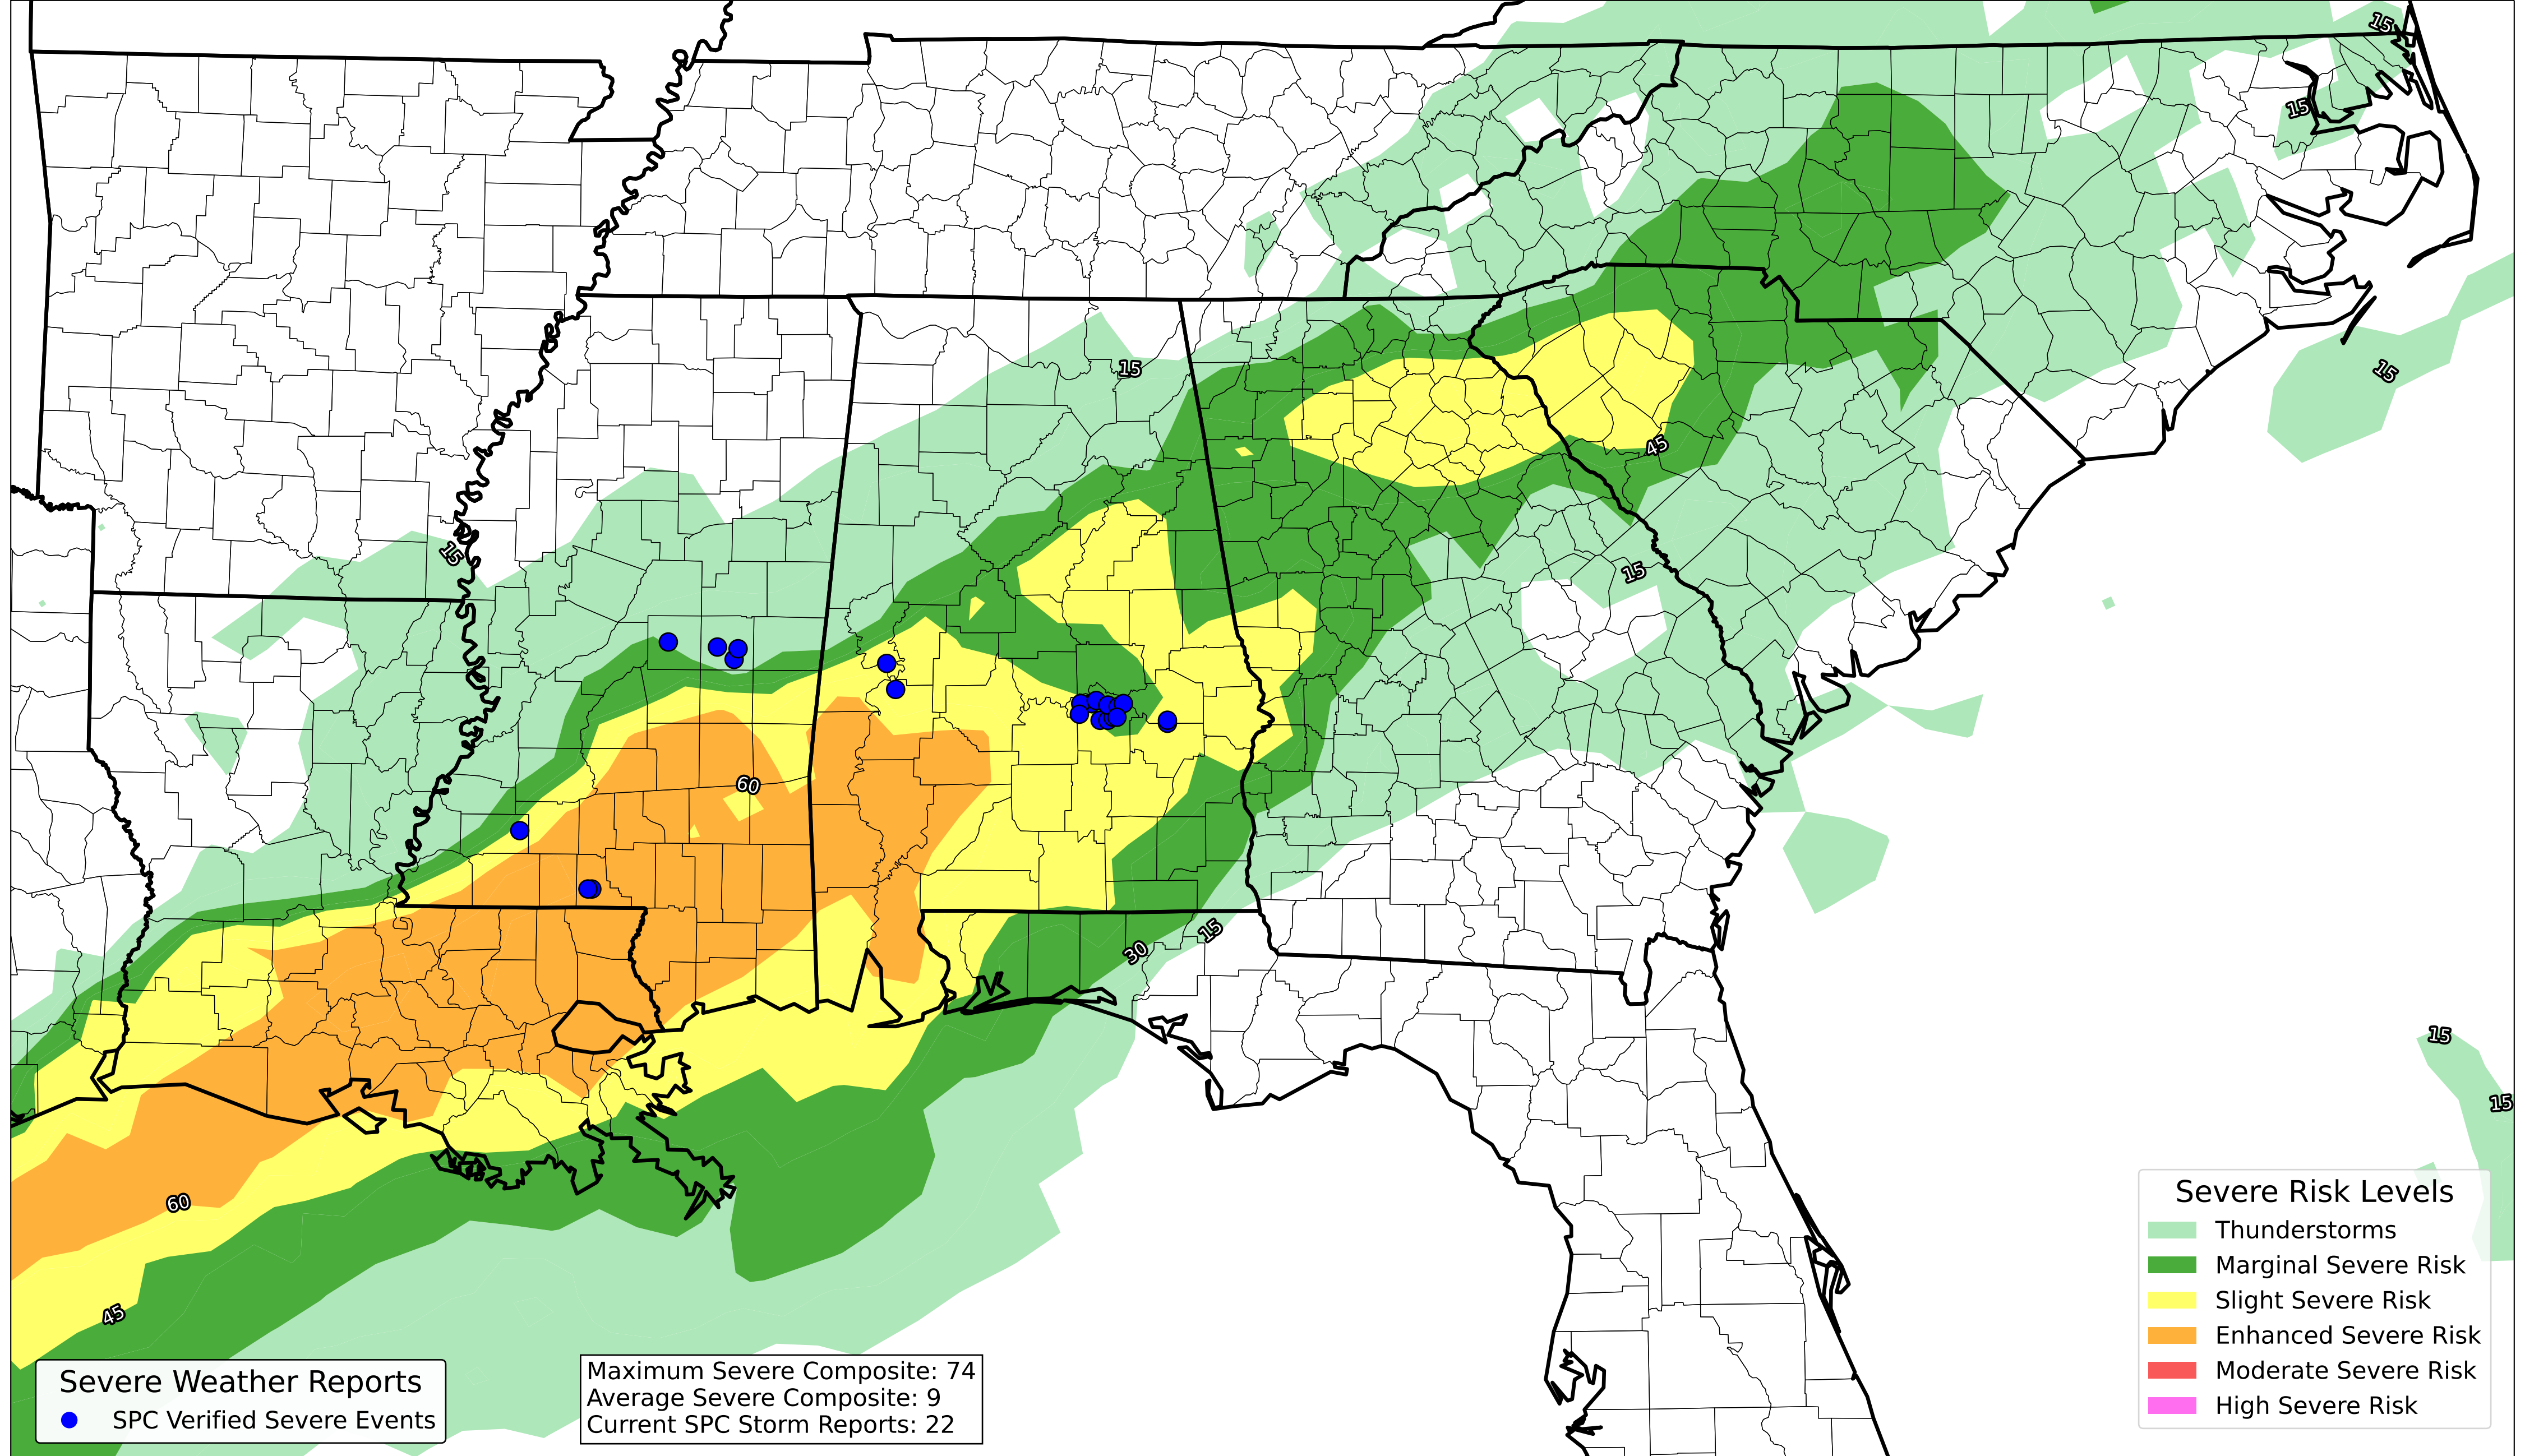 15
15
15
15
45
15
15
60
15
30
15
15
60
45
Severe Weather Reports
SPC Verified Severe Events
Maximum Severe Composite: 74
Average Severe Composite: 9
Current SPC Storm Reports: 22
Severe Risk Levels
Thunderstorms
Marginal Severe Risk
Slight Severe Risk
Enhanced Severe Risk
Moderate Severe Risk
High Severe Risk